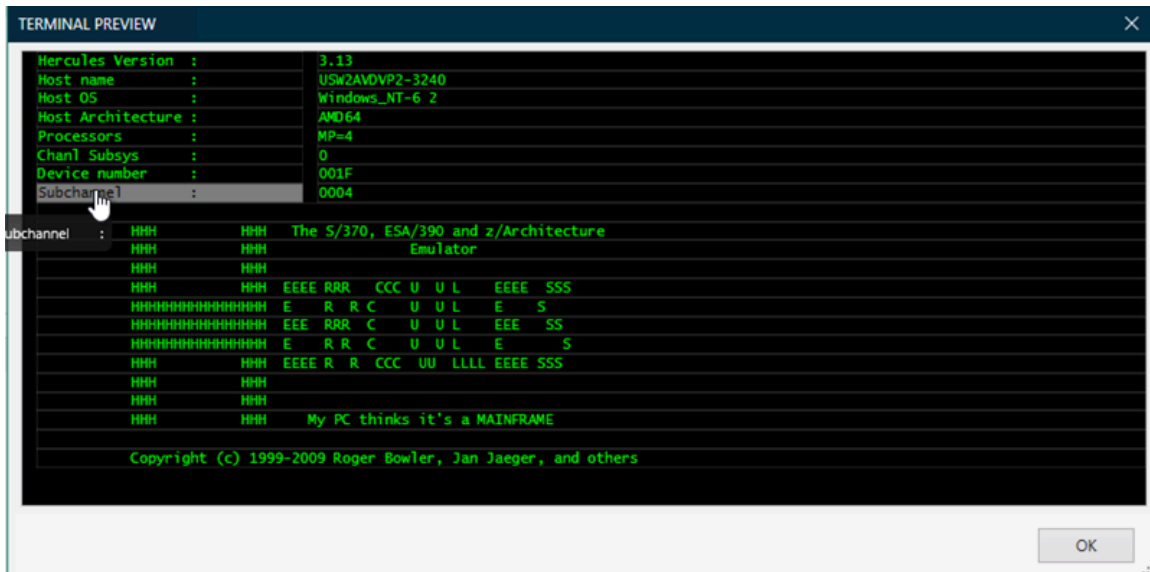 TERMINAL PREVIEW
Hercules Version : 3.13
Host name : USW2AVDVP2-3240
Host OS : Windows_NT-6 2
Host Architecture : AMD64
Processors : MP=4
Chanl Subsys : 0
Device number : 001F
Subchannel : 0004
ubchannel : HHH HHH The S/370, ESA/390 and z/Architecture
HHH HHH Emulator
HHH HHH
HHH HHH EEEE RRR CCC U U L EEEE SSS
HHHHHHHHHHHHHHHHH E R R C U U L E S
HHHHHHHHHHHHHHHHH EEE RRR C U U L EEE SS
HHHHHHHHHHHHHHHHH E R R C U U L E S
HHH HHH EEEE R R CCC UU LLLL EEEE SSS
HHH HHH
HHH HHH
HHH HHH My PC thinks it's a MAINFRAME
Copyright (c) 1999-2009 Roger Bowler, Jan Jaeger, and others
OK